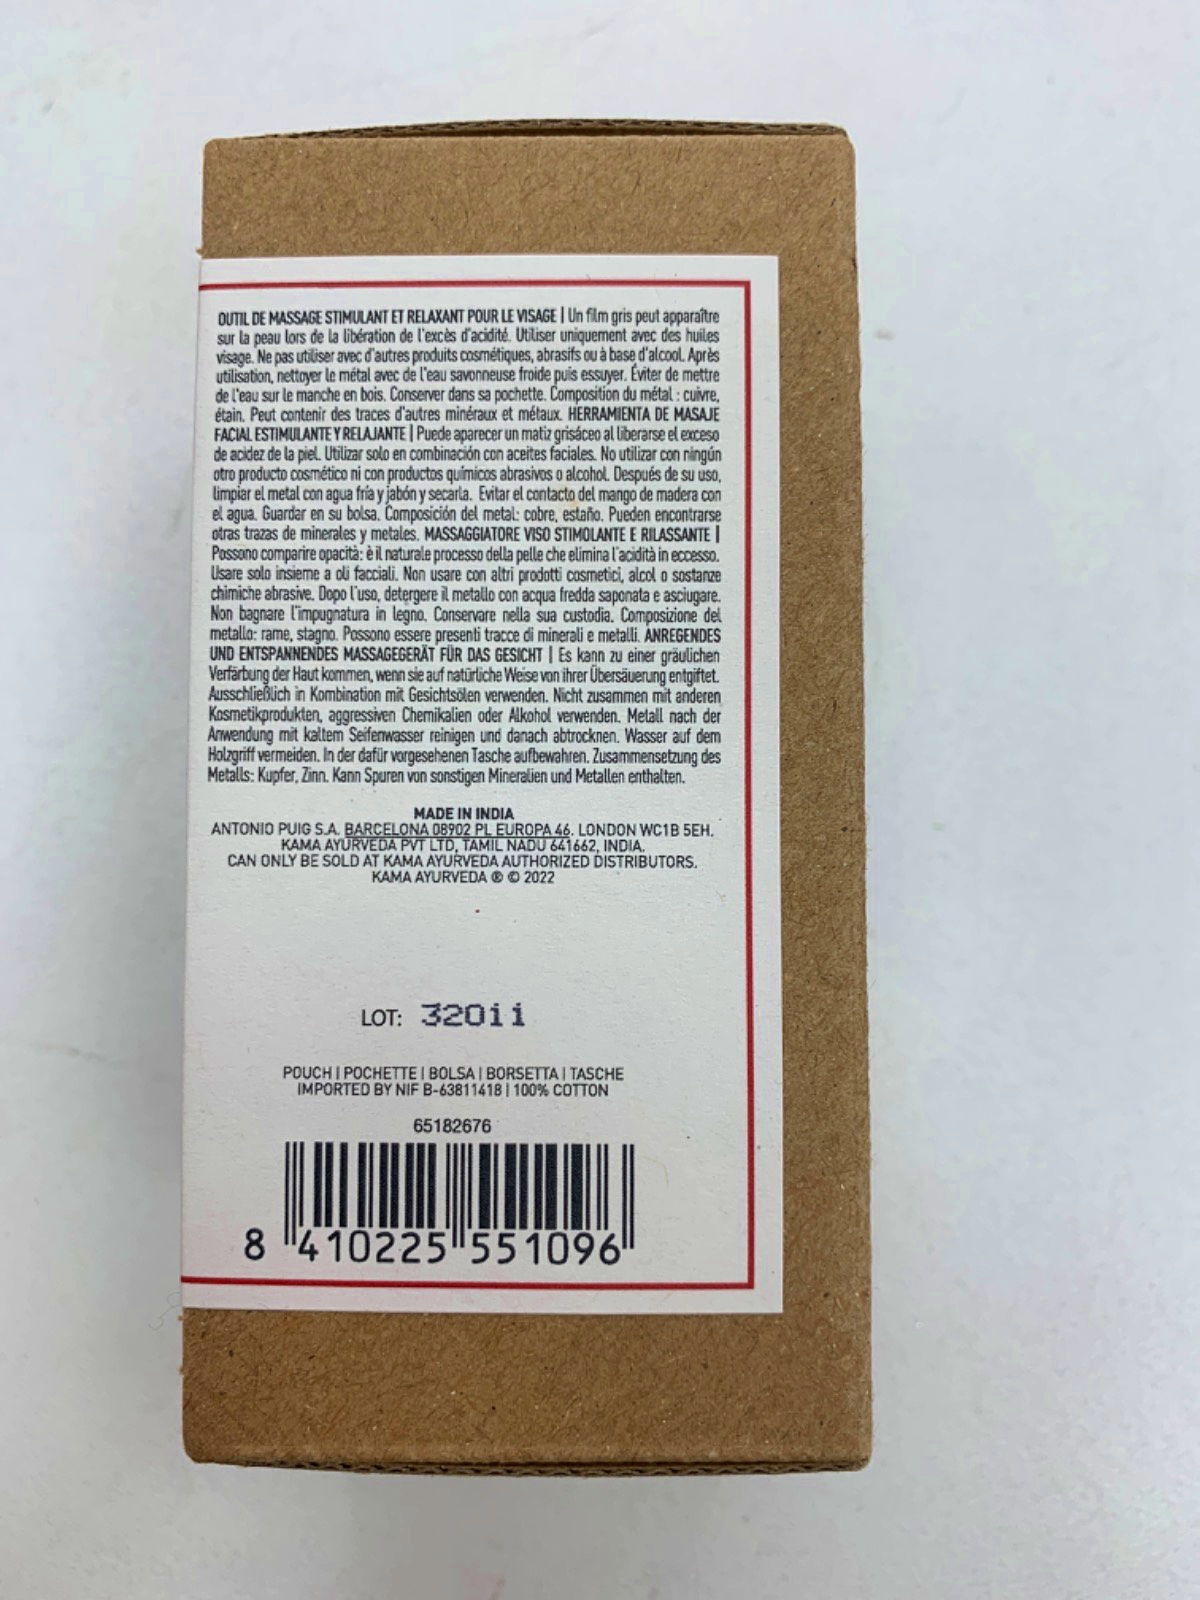 OUTIL DE MASSAGE STIMULANT ET RELAXANT POUR LE VISAGE | Un film gris peut apparaître
sur la peau lors de la libération de l'excès d'acidité. Utiliser uniquement avec des huiles
visage. Ne pas utiliser avec d'autres produits cosmétiques, abrasifs ou à base d'alcool. Après
utilisation, nettoyer le métal avec de l'eau savonneuse froide puis essuyer. Éviter de mettre
de l'eau sur le manche en bois. Conserver dans sa pochette. Composition du métal : cuivre,
étain. Peut contenir des traces d'autres minéraux et métaux. HERRAMIENTA DE MASAJE
FACIAL ESTIMULANTE Y RELAJANTE | Puede aparecer un matiz grisáceo al liberarse el exceso
de acidez de la piel. Utilizar solo en combinación con aceites faciales. No utilizar con ningún
otro producto cosmético ni con productos químicos abrasivos o alcohol. Después de su uso,
limpiar el metal con agua fría y jabón y secarla. Evitar el contacto del mango de madera con
el agua. Guardar en su bolsa. Composición del metal: cobre, estaño. Pueden encontrarse
otras trazas de minerales y metales. MASSAGGIATORE VISO STIMOLANTE E RILASSANTE |
Possono comparire opacità: è il naturale processo della pelle che elimina l'acidità in eccesso.
Usare solo insieme a oli facciali. Non usare con altri prodotti cosmetici, alcol o sostanze
chimiche abrasive. Dopo l'uso, detergere il metallo con acqua fredda saponata e asciugare.
Non bagnare l'impugnatura in legno. Conservare nella sua custodia. Composizione del
metallo: rame, stagno. Possono essere presenti tracce di minerali e metalli. ANREGENDES
UND ENTSPANNENDES MASSAGEGERÄT FÜR DAS GESICHT | Es kann zu einer gräulichen
Verfärbung der Haut kommen, wenn sie auf natürliche Weise von ihrer Übersäuerung entgiftet.
Ausschließlich in Kombination mit Gesichtsölen verwenden. Nicht zusammen mit anderen
Kosmetikprodukten, aggressiven Chemikalien oder Alkohol verwenden. Metall nach der
Anwendung mit kaltem Seifenwasser reinigen und danach abtrocknen. Wasser auf dem
Holzgriff vermeiden. In der dafür vorgesehenen Tasche aufbewahren. Zusammensetzung des
Metalls: Kupfer, Zinn. Kann Spuren von sonstigen Mineralien und Metallen enthalten.
MADE IN INDIA
ANTONIO PUIG S.A. BARCELONA 08902 PL EUROPA 46. LONDON WC1B 5EH.
KAMA AYURVEDA PVT LTD, TAMIL NADU 641662, INDIA.
CAN ONLY BE SOLD AT KAMA AYURVEDA AUTHORIZED DISTRIBUTORS.
KAMA AYURVEDA ® © 2022
LOT: 32011
POUCH | POCHETTE | BOLSA | BORSETTA | TASCHE
IMPORTED BY NIF B-63811418 | 100% COTTON
65182676
8 410225 551096